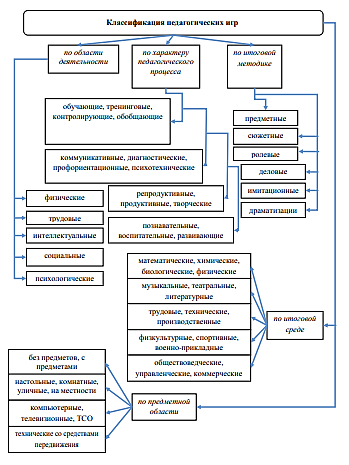 Классификация педагогических игр
по области
деятельности
по характеру
педагогического
процесса
по итоговой
методике
обучающие, тренинговые,
контролирующие, обобщающие
коммуникативные, диагностические,
профориентационные, психотехнические
репродуктивные,
продуктивные, творческие
познавательные,
воспитательные, развивающие
предметные
сюжетные
ролевые
деловые
имитационные
драматизации
физические
трудовые
интеллектуальные
социальные
психологические
математические, химические,
биологические, физические
музыкальные, театральные,
литературные
трудовые, технические,
производственные
физкультурные, спортивные,
военно-прикладные
обществоведческие,
управленческие, коммерческие
по итоговой
среде
без предметов, с
предметами
настольные, комнатные,
уличные, на местности
компьютерные,
телевизионные, ТСО
технические со средствами
передвижения
по предметной
области